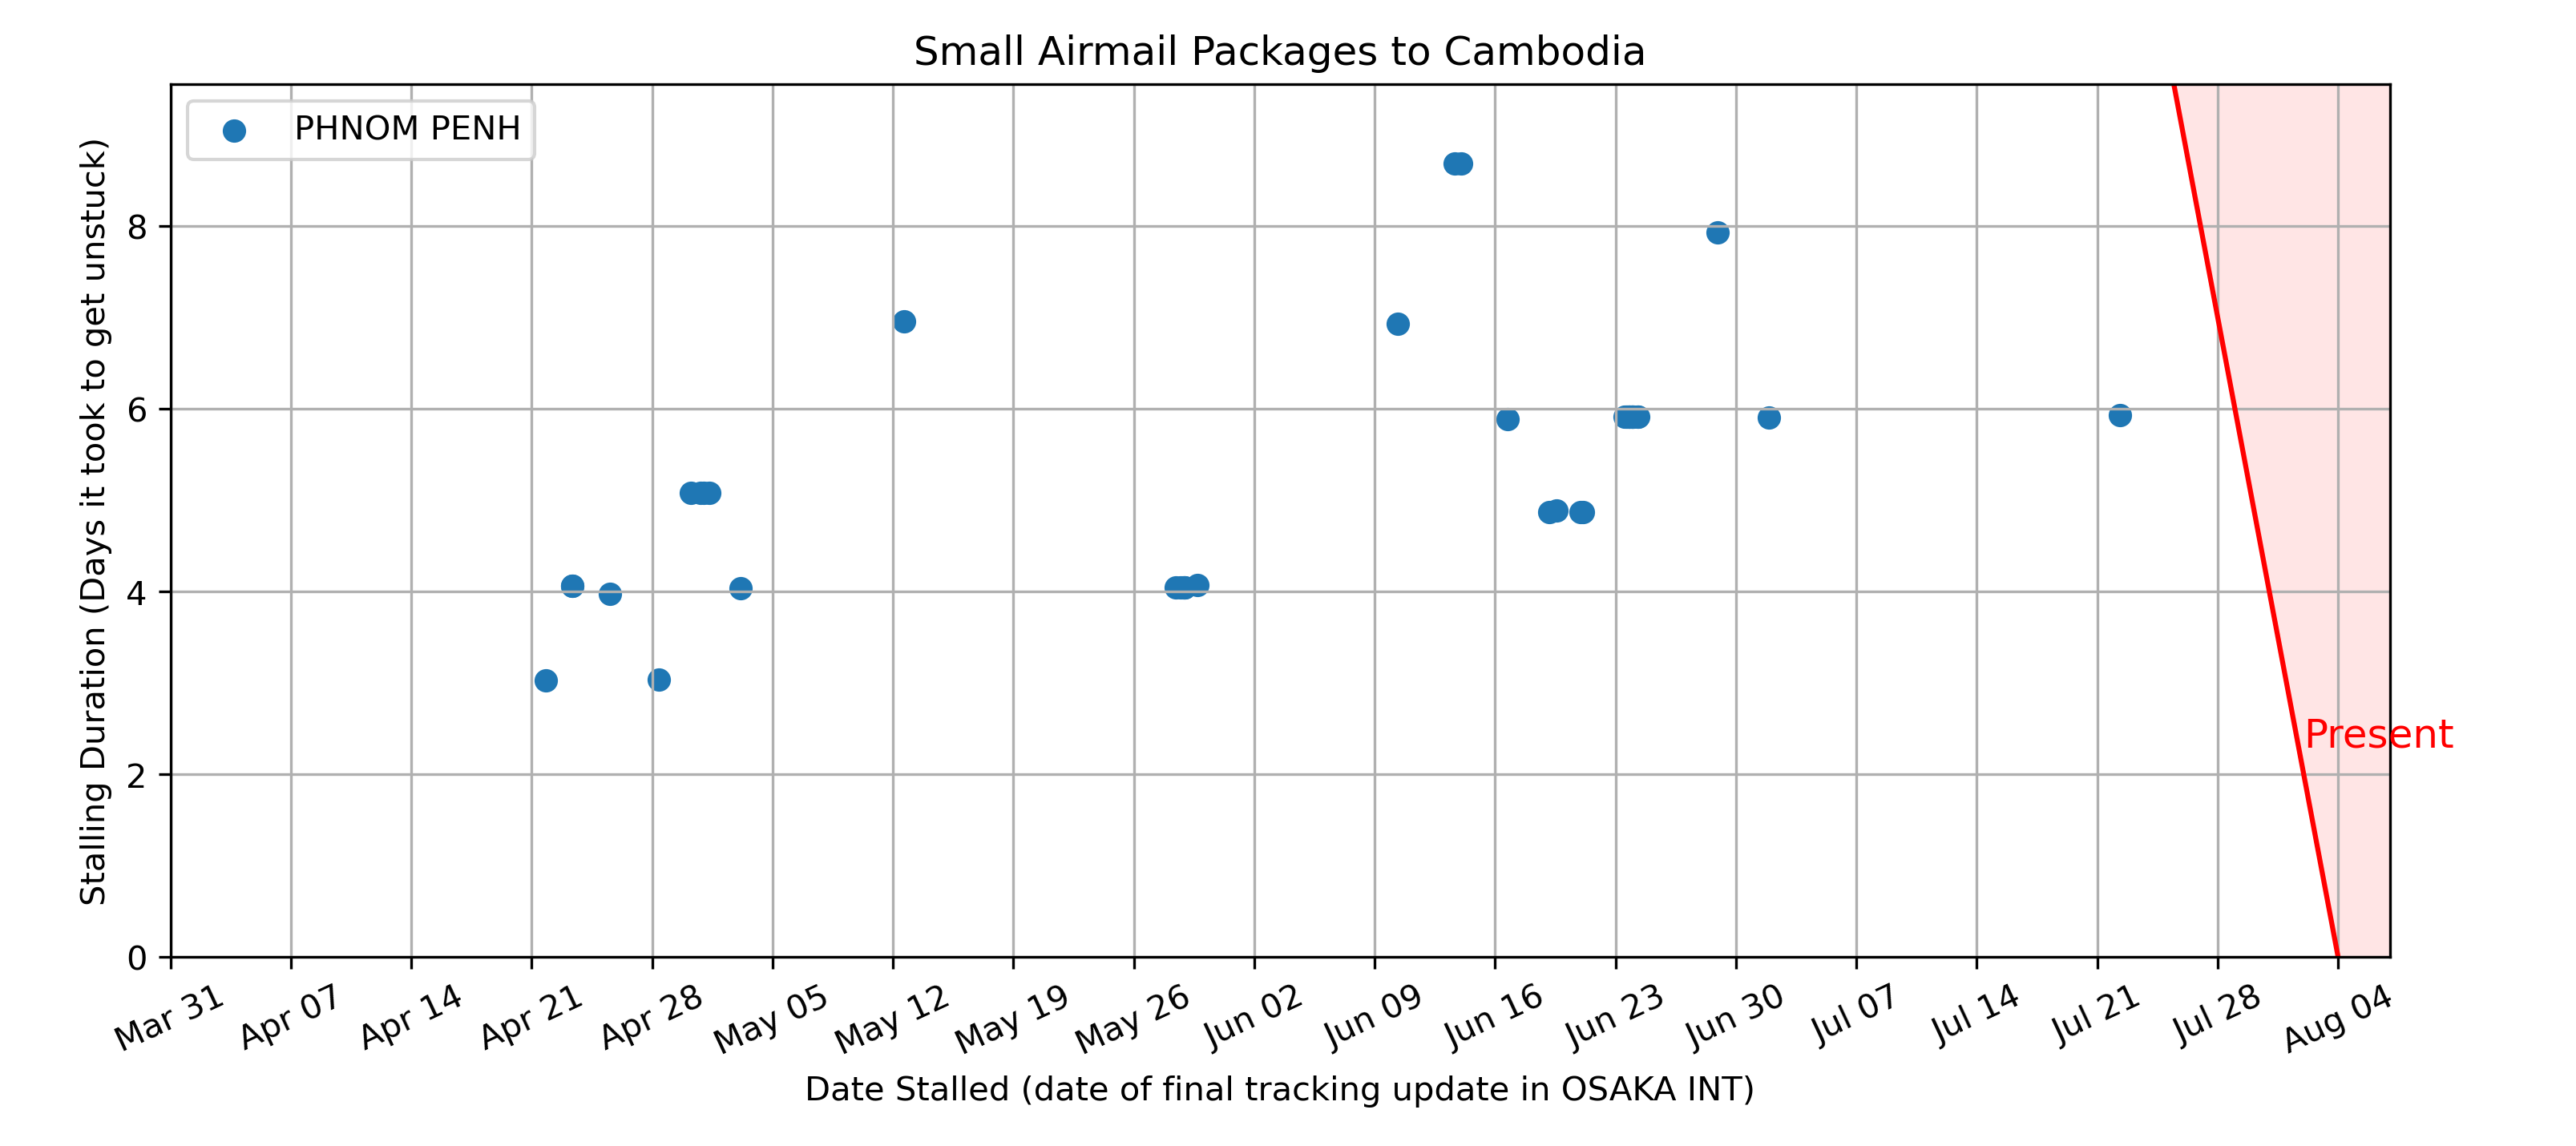 Small Airmail Packages to Cambodia
PHNOM PENH
Stalling Duration (Days it took to get unstuck)
8
6
4
2
0
Present
Mar 31
Apr 07
Apr 14
Apr 21
Apr 28
May 05
May 12
May 19
May 26
Jun 02
Jun 09
Jun 16
Jun 23
Jun 30
Jul 07
Jul 14
Jul 21
Jul 28
Aug 04
Date Stalled (date of final tracking update in OSAKA INT)